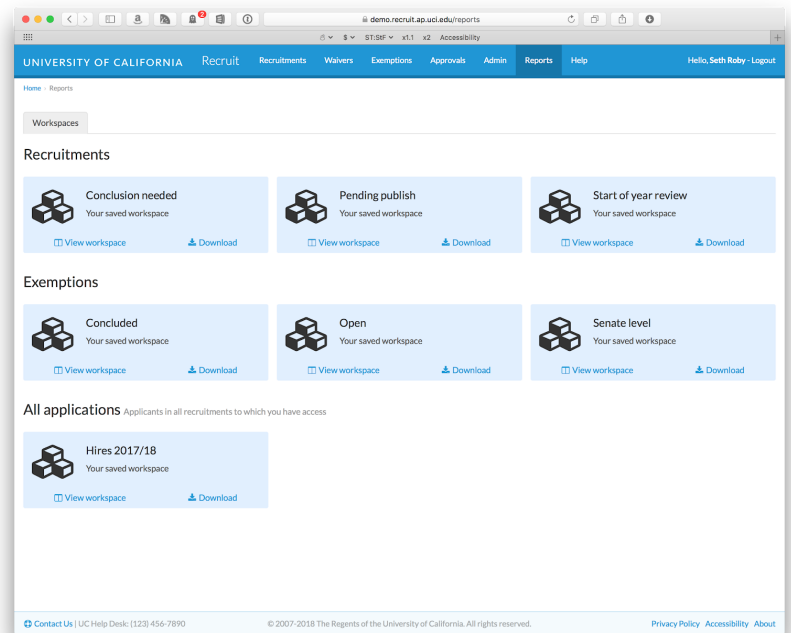 demo.recruit.ap.uci.edu/reports
2
$ ST:StF x1.1 x2 Accessibility
UNIVERSITY OF CALIFORNIA Recruit Recruitments Waivers Exemptions Approvals Admin Reports Help Hello, Seth Roby - Logout
Home › Reports
Workspaces
Recruitments
Conclusion needed
Your saved workspace
View workspace Download
Pending publish
Your saved workspace
View workspace Download
Start of year review
Your saved workspace
View workspace Download
Exemptions
Concluded
Your saved workspace
View workspace Download
Open
Your saved workspace
View workspace Download
Senate level
Your saved workspace
View workspace Download
All applications Applicants in all recruitments to which you have access
Hires 2017/18
Your saved workspace
View workspace Download
Contact Us | UC Help Desk: (123) 456-7890 © 2007-2018 The Regents of the University of California. All rights reserved. Privacy Policy Accessibility About